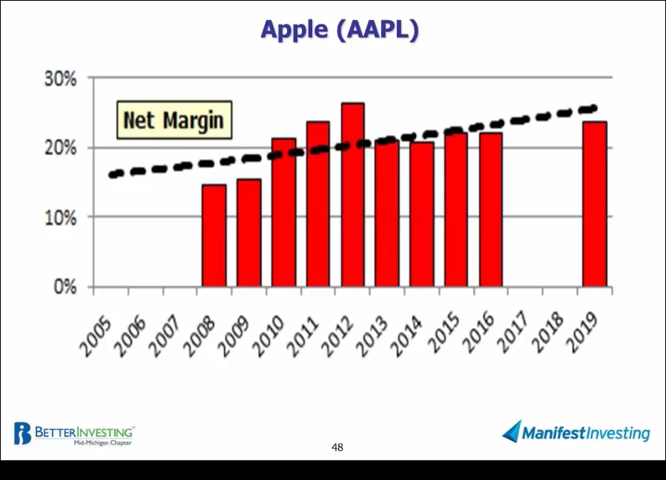 Apple (AAPL)
30%
Net Margin
20%
10%
0%
2005 2006 2007 2008 2009 2010 2011 2012 2013 2014 2015 2016 2017 2018 2019
BETTERINVESTING™
Mid-Michigan Chapter
48
ManifestInvesting